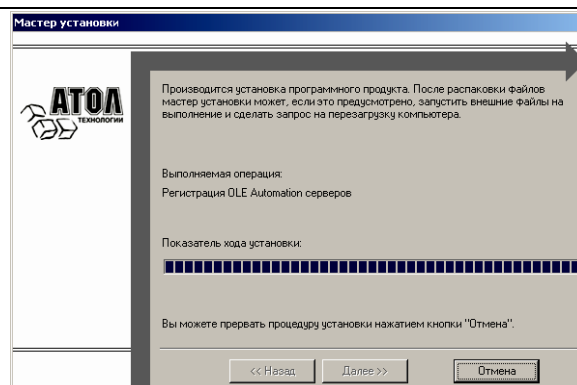 Мастер установки
АТОЛ
ТЕХНОЛОГИИ
Производится установка программного продукта. После распаковки файлов
мастер установки может, если это предусмотрено, запустить внешние файлы на
выполнение и сделать запрос на перезагрузку компьютера.
Выполняемая операция:
Регистрация OLE Automation серверов
Показатель хода установки:
Вы можете прервать процедуру установки нажатием кнопки "Отмена".
<< Назад
Далее >>
Отмена